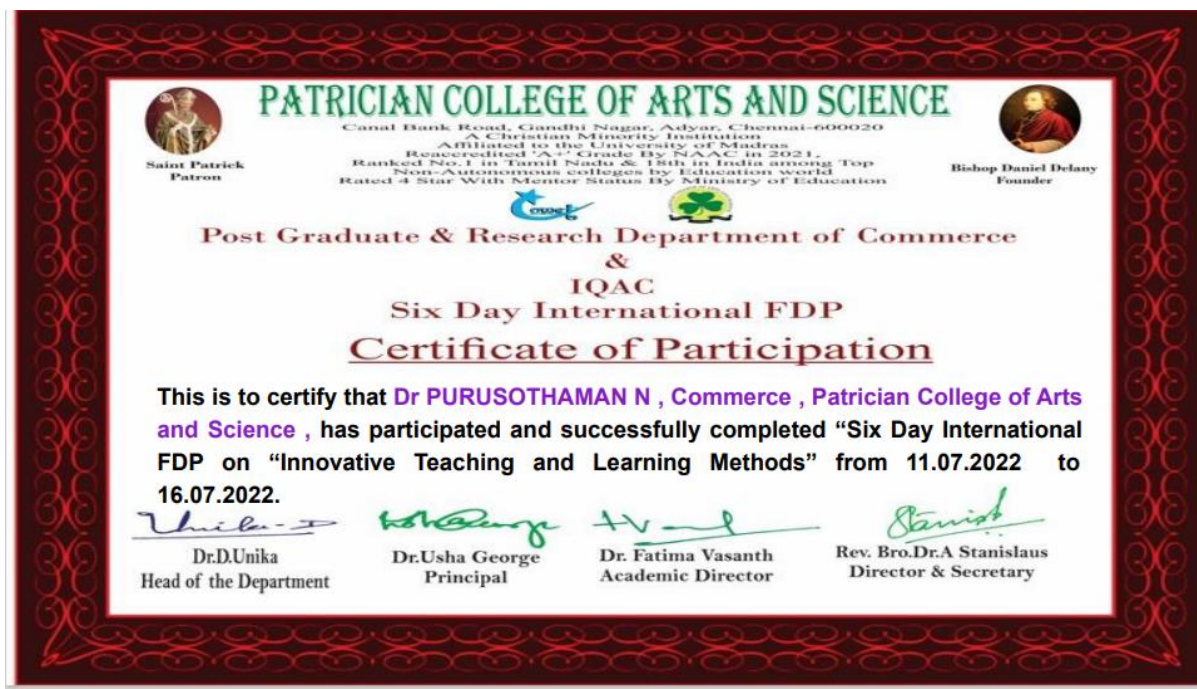 PATRICIAN COLLEGE OF ARTS AND SCIENCE
Canal Bank Road, Gandhi Nagar, Adyar, Chennai-600020
A Christian Minority Institution
Affiliated to the University of Madras
Reaccredited 'A+' Grade By NAAC in 2021,
Ranked No.1 in Tamil Nadu & 18th in India among Top
Non-Autonomous colleges by Education world
Rated 4 Star With Mentor Status By Ministry of Education
Saint Patrick
Patron
Bishop Daniel Delany
Founder
Post Graduate & Research Department of Commerce
&
IQAC
Six Day International FDP
Certificate of Participation
This is to certify that Dr PURUSOTHAMAN N , Commerce , Patrician College of Arts
and Science , has participated and successfully completed “Six Day International
FDP on “Innovative Teaching and Learning Methods” from 11.07.2022 to
16.07.2022.
Dr.D.Unika
Head of the Department
Dr.Usha George
Principal
Dr. Fatima Vasanth
Academic Director
Rev. Bro.Dr.A Stanislaus
Director & Secretary